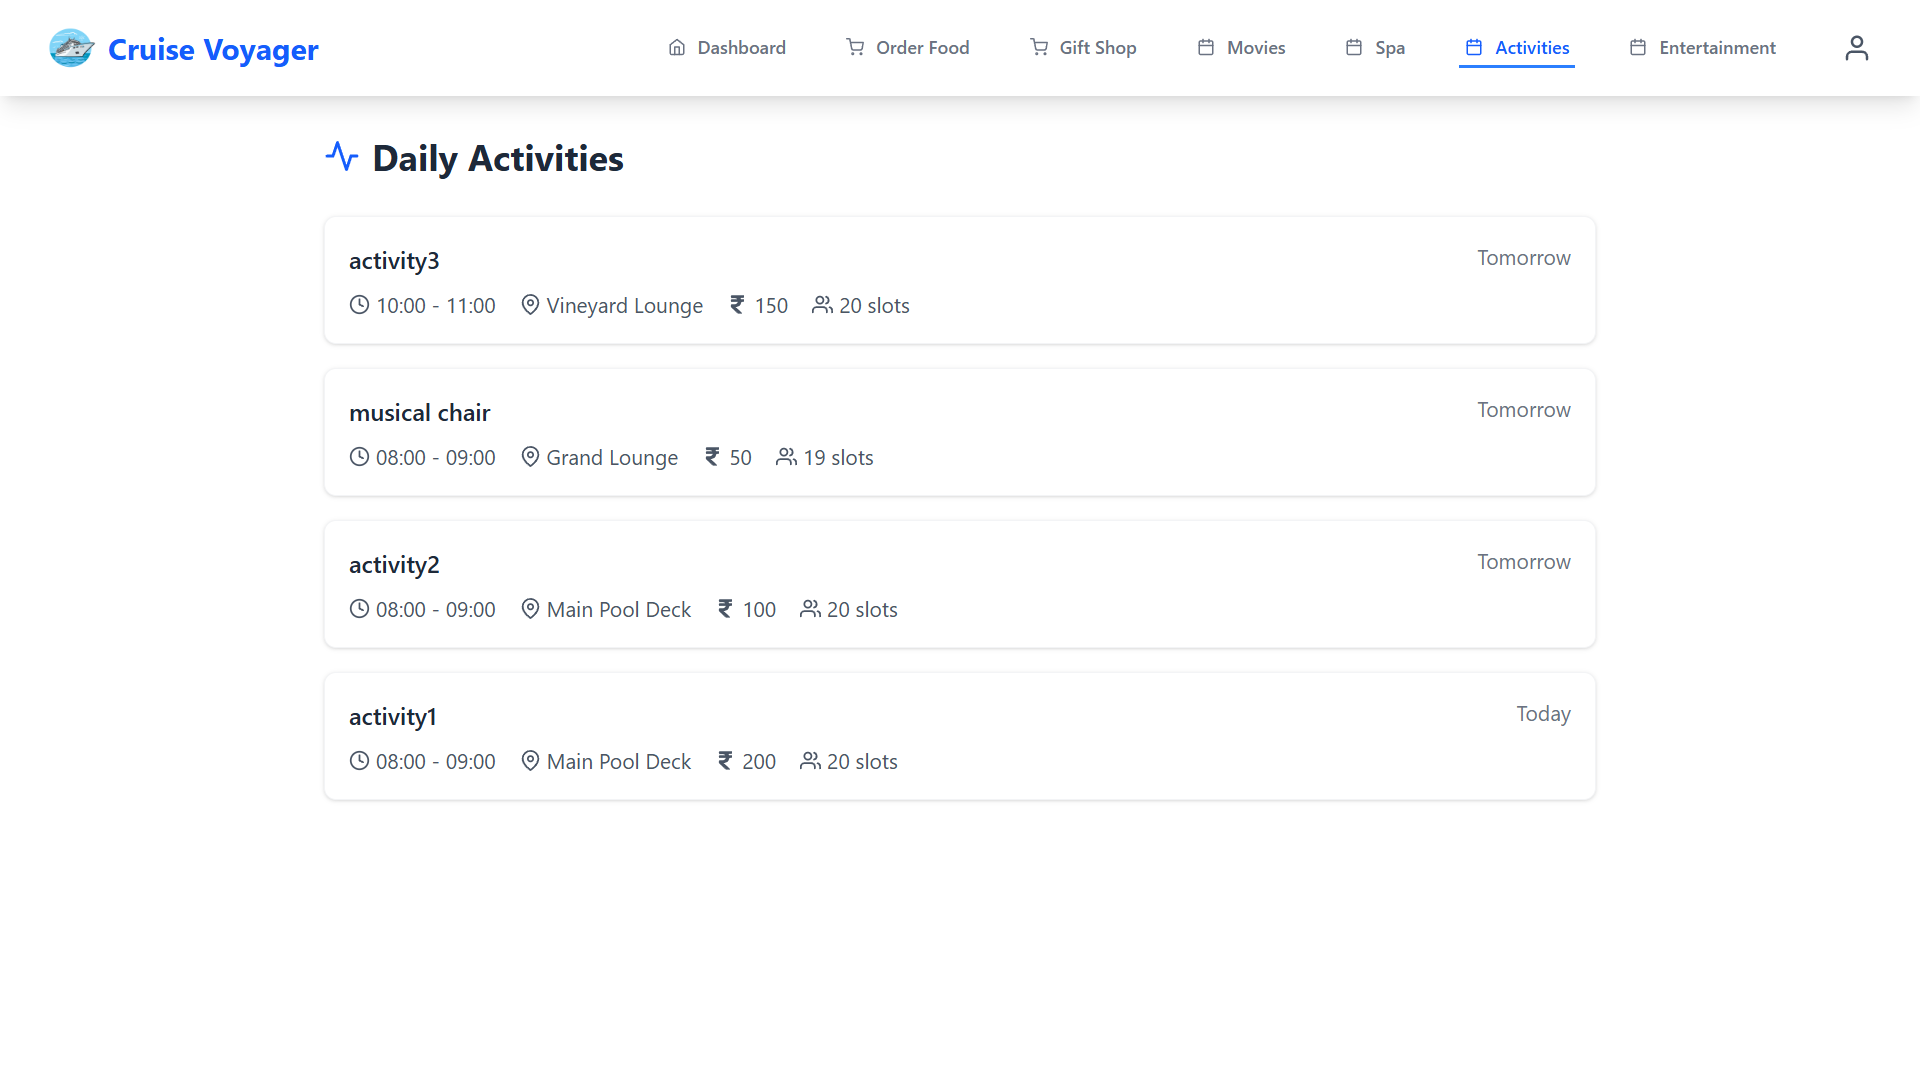 Cruise Voyager
Dashboard
Order Food
Gift Shop
Movies
Spa
Activities
Entertainment
Daily Activities
activity3
Tomorrow
10:00 - 11:00 Vineyard Lounge ₹ 150 20 slots
musical chair
Tomorrow
08:00 - 09:00 Grand Lounge ₹ 50 19 slots
activity2
Tomorrow
08:00 - 09:00 Main Pool Deck ₹ 100 20 slots
activity1
Today
08:00 - 09:00 Main Pool Deck ₹ 200 20 slots